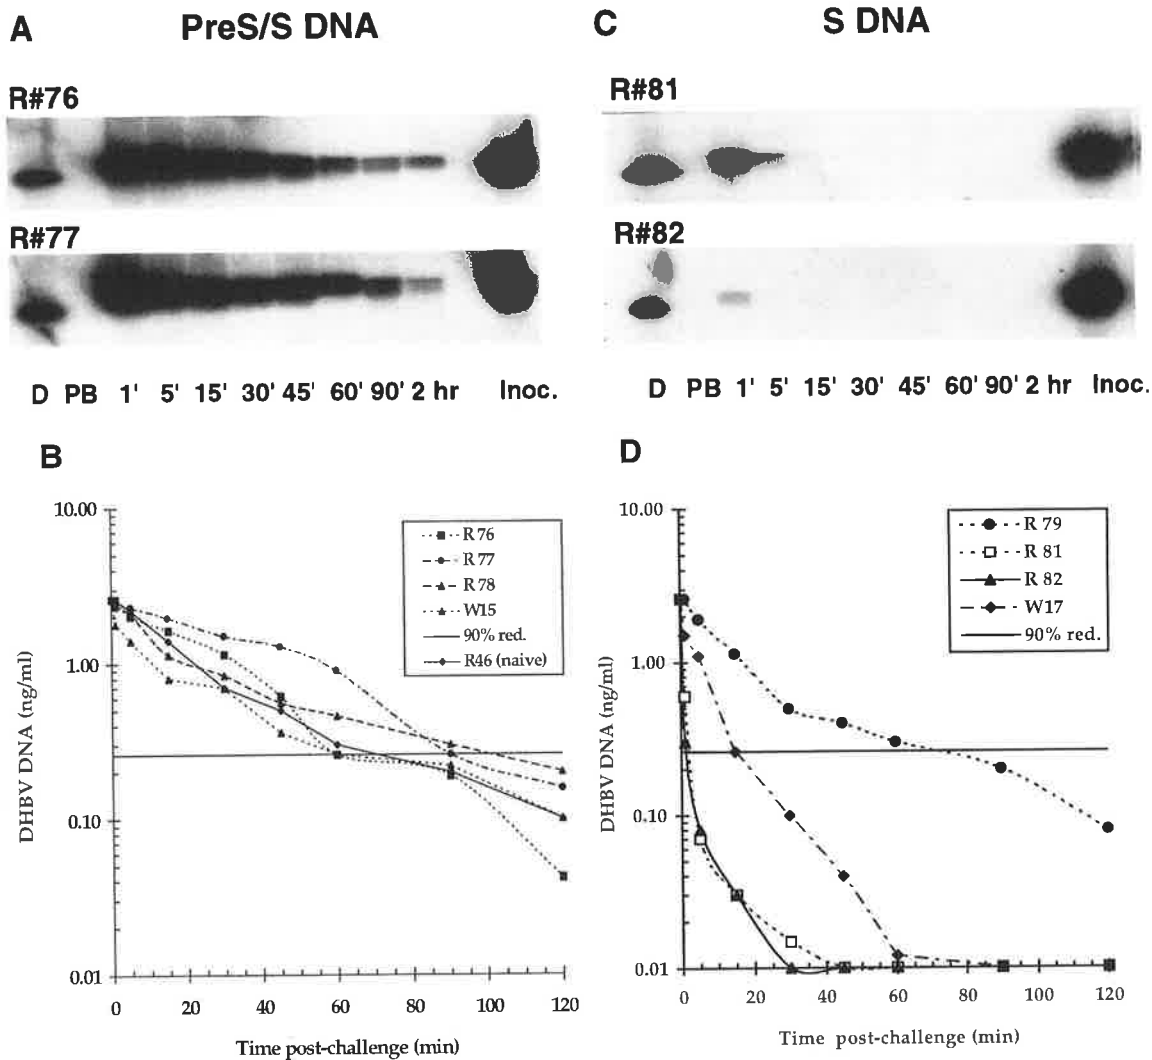 A
PreS/S DNA
R#76
R#77
D PB 1' 5' 15' 30' 45' 60' 90' 2 hr Inoc.
C
S DNA
R#81
R#82
D PB 1' 5' 15' 30' 45' 60' 90' 2 hr Inoc.
B
10.00
1.00
0.10
0.01
DHBV DNA (ng/ml)
0 20 40 60 80 100 120
Time post-challenge (min)
R 76
R 77
R 78
W15
90% red.
R46 (naive)
D
10.00
1.00
0.10
0.01
DHBV DNA (ng/ml)
0 20 40 60 80 100 120
Time post-challenge (min)
R 79
R 81
R 82
W17
90% red.